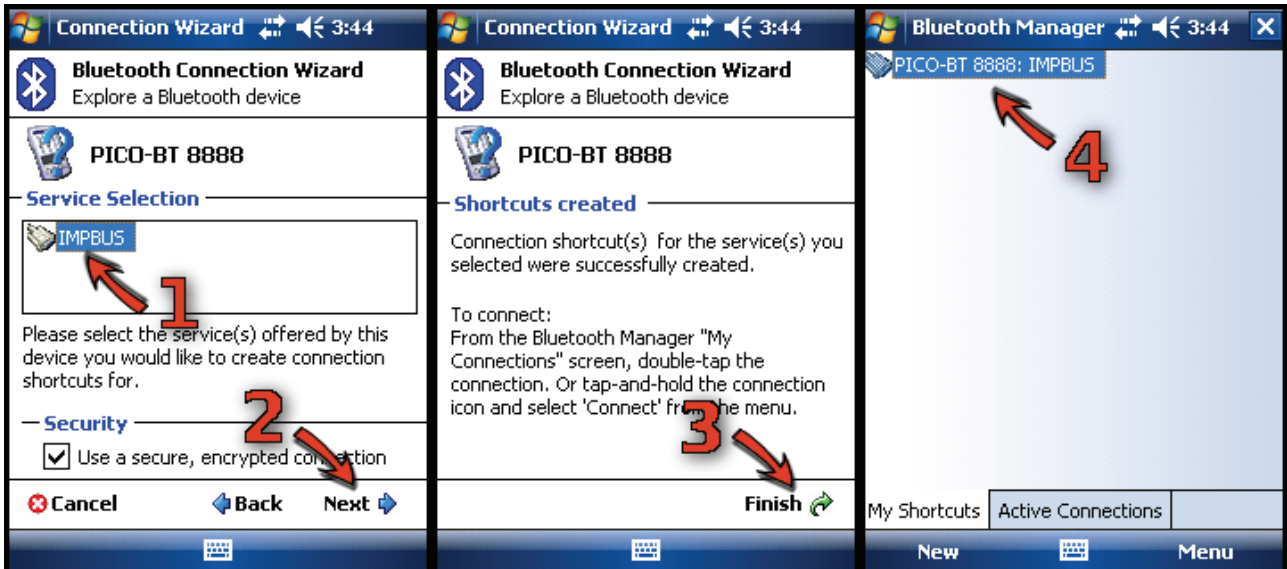 Connection Wizard 3:44
Bluetooth Connection Wizard
Explore a Bluetooth device
PICO-BT 8888
Service Selection
IMPBUS
1
Please select the service(s) offered by this
device you would like to create connection
shortcuts for.
2
Security
Use a secure, encrypted connection
Cancel Back Next
Connection Wizard 3:44
Bluetooth Connection Wizard
Explore a Bluetooth device
PICO-BT 8888
Shortcuts created
Connection shortcut(s) for the service(s) you
selected were successfully created.
To connect:
From the Bluetooth Manager "My
Connections" screen, double-tap the
connection. Or tap-and-hold the connection
icon and select 'Connect' from the menu.
3
Finish
Bluetooth Manager 3:44
PICO-BT 8888: IMPBUS
4
My Shortcuts Active Connections
New Menu